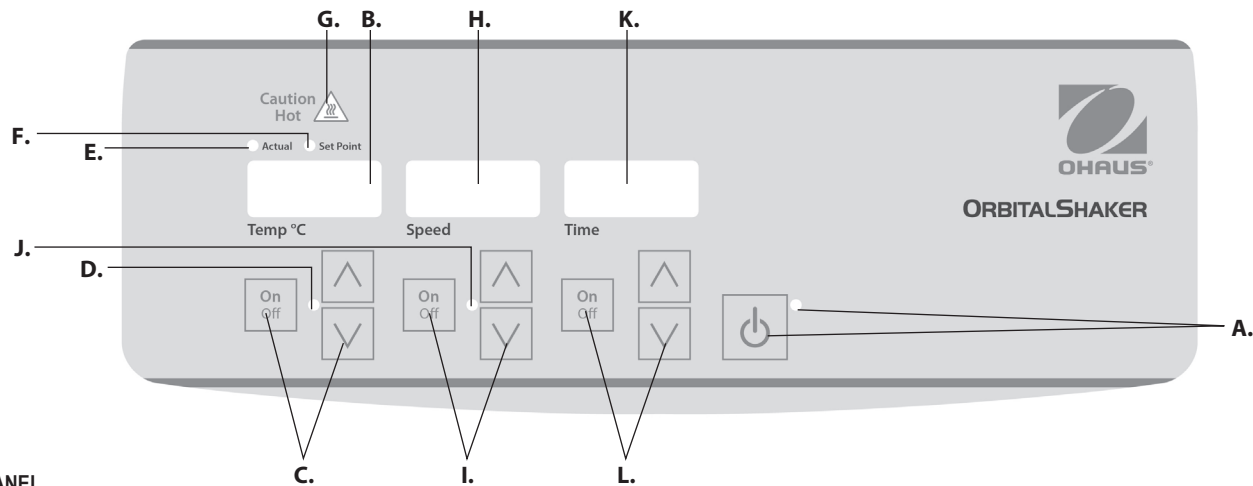 G. B. H. K.
Caution
Hot
F.
E.
Actual Set Point
OHAUS®
ORBITALSHAKER
Temp °C Speed Time
J.
D.
On
Off
On
Off
On
Off
A.
C. I. L.